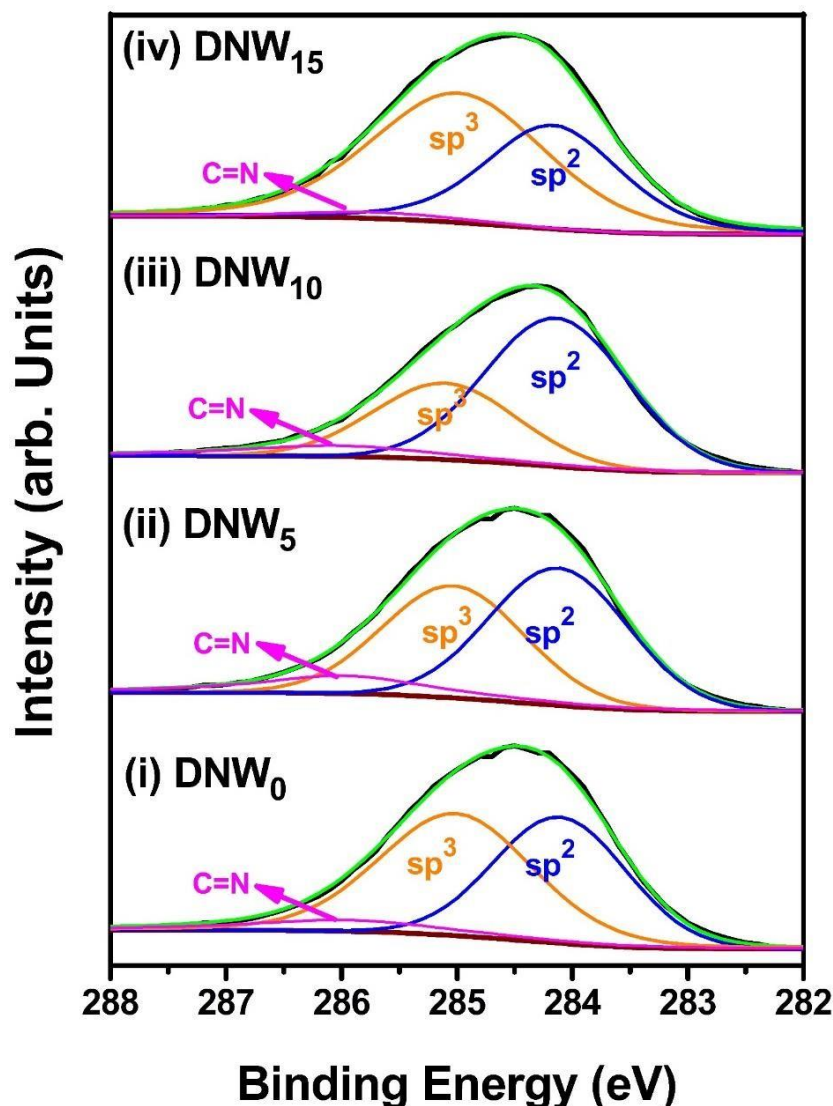 (iv) DNW₁₅
sp³
C=N
sp²
(iii) DNW₁₀
sp²
C=N
sp³
(ii) DNW₅
sp³
sp²
C=N
(i) DNW₀
sp³
sp²
C=N
288 287 286 285 284 283 282
Binding Energy (eV)
Intensity (arb. Units)